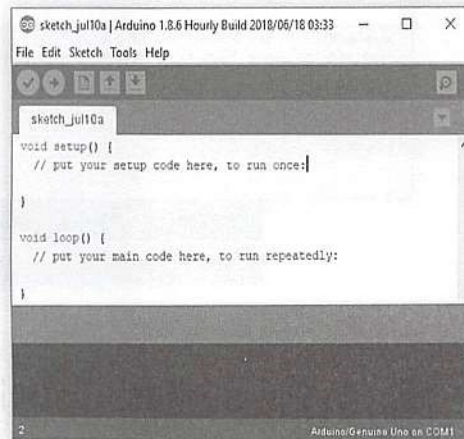 sketch_jul10a | Arduino 1.8.6 Hourly Build 2018/06/18 03:33
File Edit Sketch Tools Help
sketch_jul10a
void setup() {
// put your setup code here, to run once:
}
void loop() {
// put your main code here, to run repeatedly:
}
2
Arduino/Genuino Uno on COM1